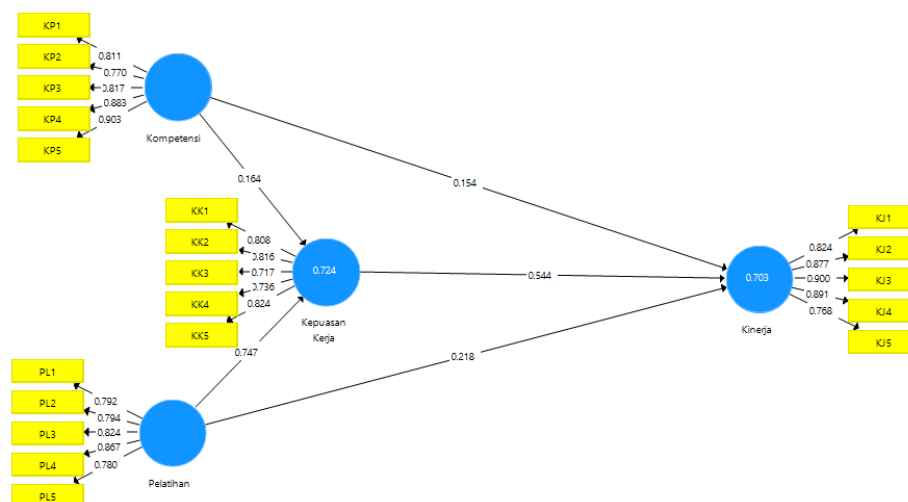 KP1
KP2
KP3
KP4
KP5
0.811
0.770
0.817
0.883
0.903
Kompetensi
0.164
0.154
KK1
KK2
KK3
KK4
KK5
0.808
0.816
0.717
0.736
0.824
0.724
Kepuasan
Kerja
0.544
0.747
0.218
0.703
Kinerja
0.824
0.877
0.900
0.891
0.768
KJ1
KJ2
KJ3
KJ4
KJ5
PL1
PL2
PL3
PL4
PL5
0.792
0.794
0.824
0.867
0.780
Pelatihan